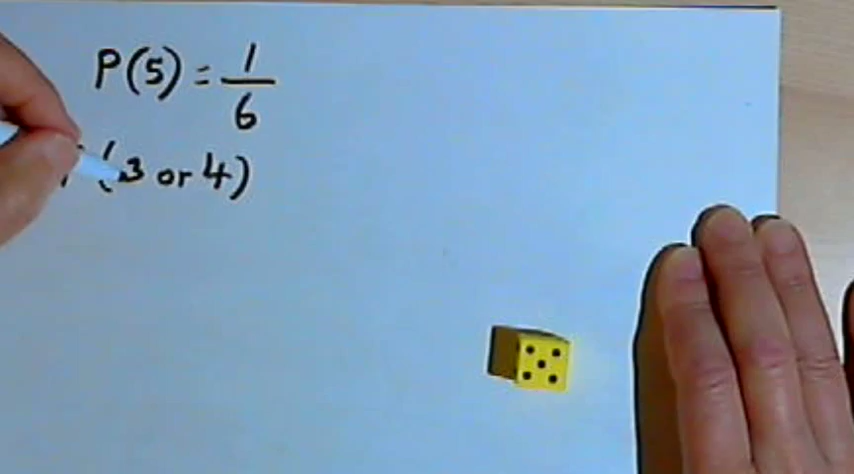 P(5) = 1/6
P(3 or 4)